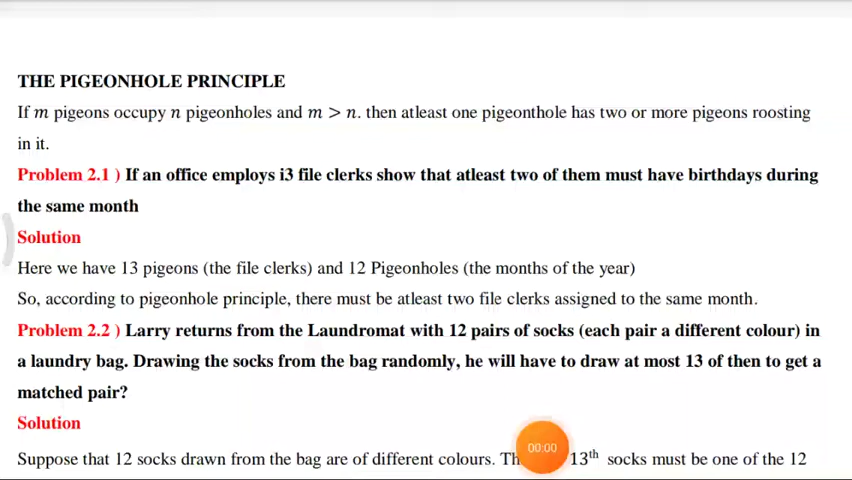 THE PIGEONHOLE PRINCIPLE
If m pigeons occupy n pigeonholes and m > n. then atleast one pigeonthole has two or more pigeons roosting
in it.
Problem 2.1 ) If an office employs i3 file clerks show that atleast two of them must have birthdays during
the same month
Solution
Here we have 13 pigeons (the file clerks) and 12 Pigeonholes (the months of the year)
So, according to pigeonhole principle, there must be atleast two file clerks assigned to the same month.
Problem 2.2 ) Larry returns from the Laundromat with 12 pairs of socks (each pair a different colour) in
a laundry bag. Drawing the socks from the bag randomly, he will have to draw at most 13 of then to get a
matched pair?
Solution
Suppose that 12 socks drawn from the bag are of different colours. 00:00 13th socks must be one of the 12